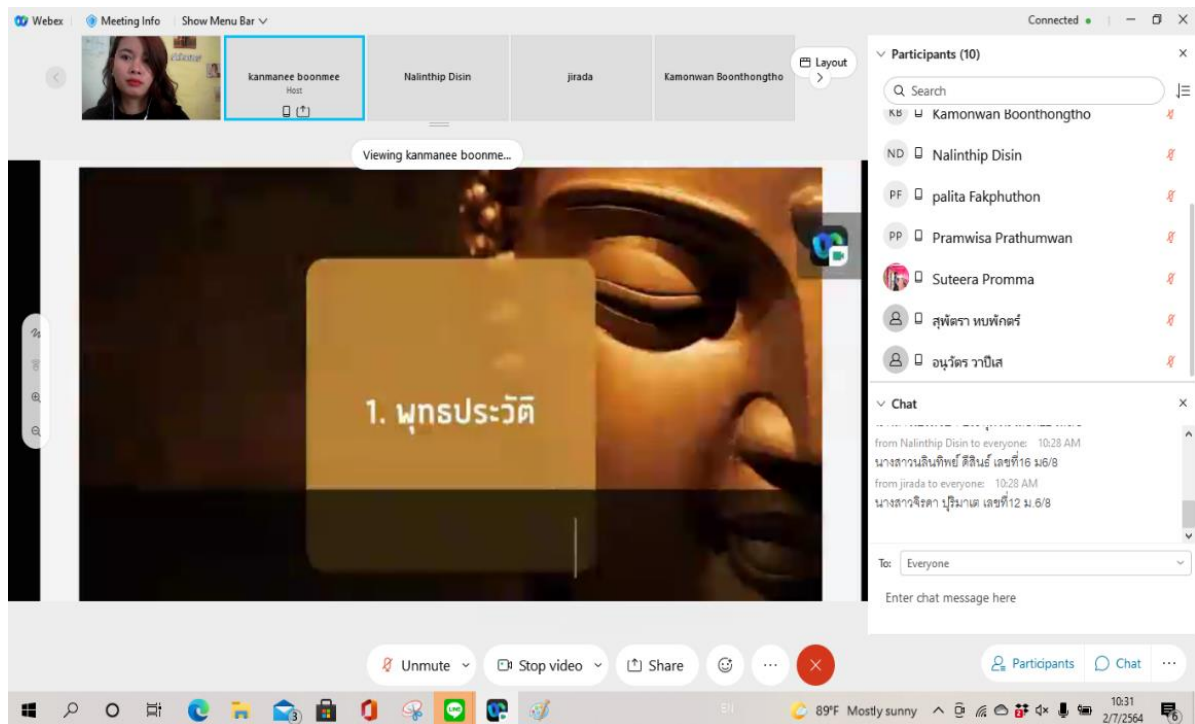 Webex
Meeting Info
Show Menu Bar
Connected
kanmanee boonmee
Host
Nalinthip Disin
jirada
Kamonwan Boonthongtho
Layout
Viewing kanmanee boonme...
1. พุทธประวัติ
Participants (10)
Search
KB Kamonwan Boonthongtho
ND Nalinthip Disin
PF palita Fakphuthon
PP Pramwisa Prathumwan
Suteera Promma
สุพัตรา ทบพักตร์
อนุวัตร วาปีเส
Chat
from Nalinthip Disin to everyone: 10:28 AM
นางสาวนลินทิพย์ ดีสินธ์ เลขที่16 ม6/8
from jirada to everyone: 10:28 AM
นางสาวจิรดา ปุริมาเต เลขที่12 ม.6/8
To: Everyone
Enter chat message here
Unmute
Stop video
Share
Participants
Chat
EN
89°F Mostly sunny
10:31
2/7/2564